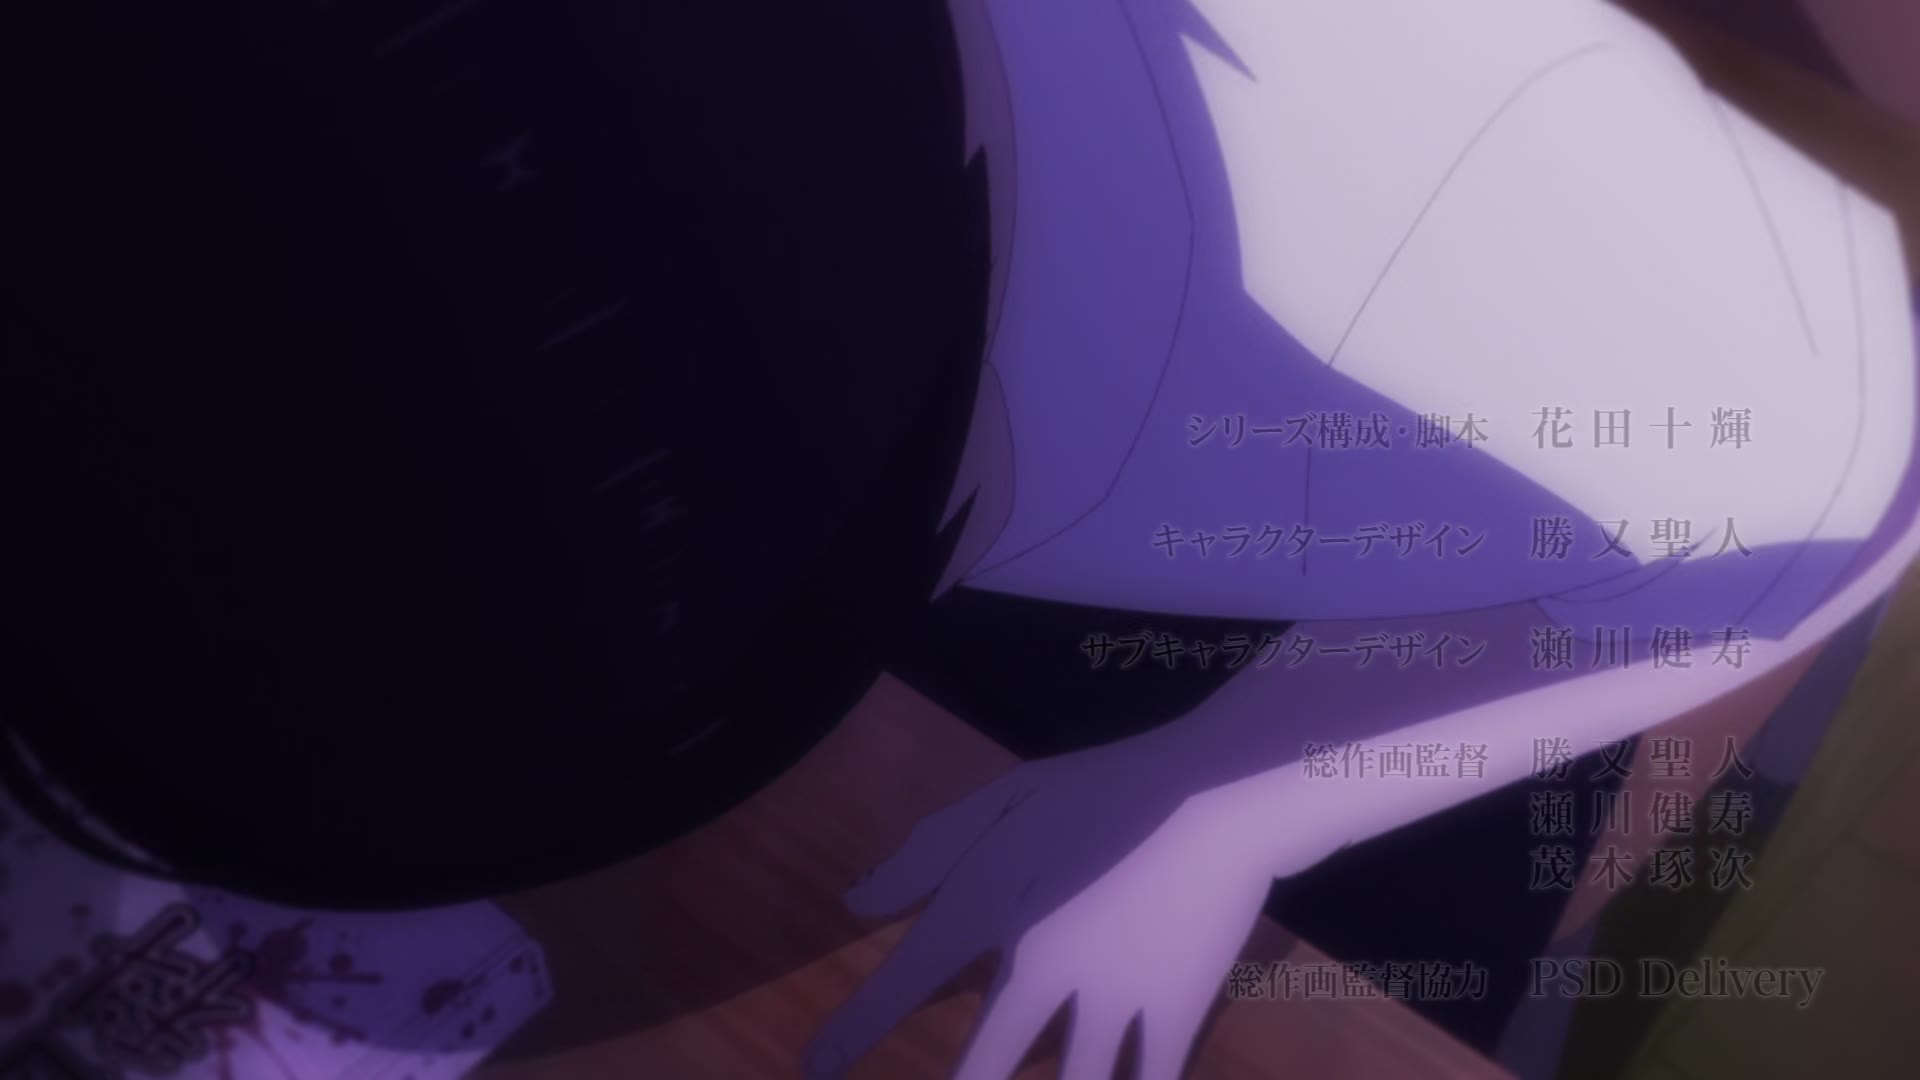 シリーズ構成・脚本　花田十輝
キャラクターデザイン　勝又聖人
サブキャラクターデザイン　瀬川健寿
総作画監督　勝又聖人
瀬川健寿
茂木琢次
総作画監督協力　PSD Delivery